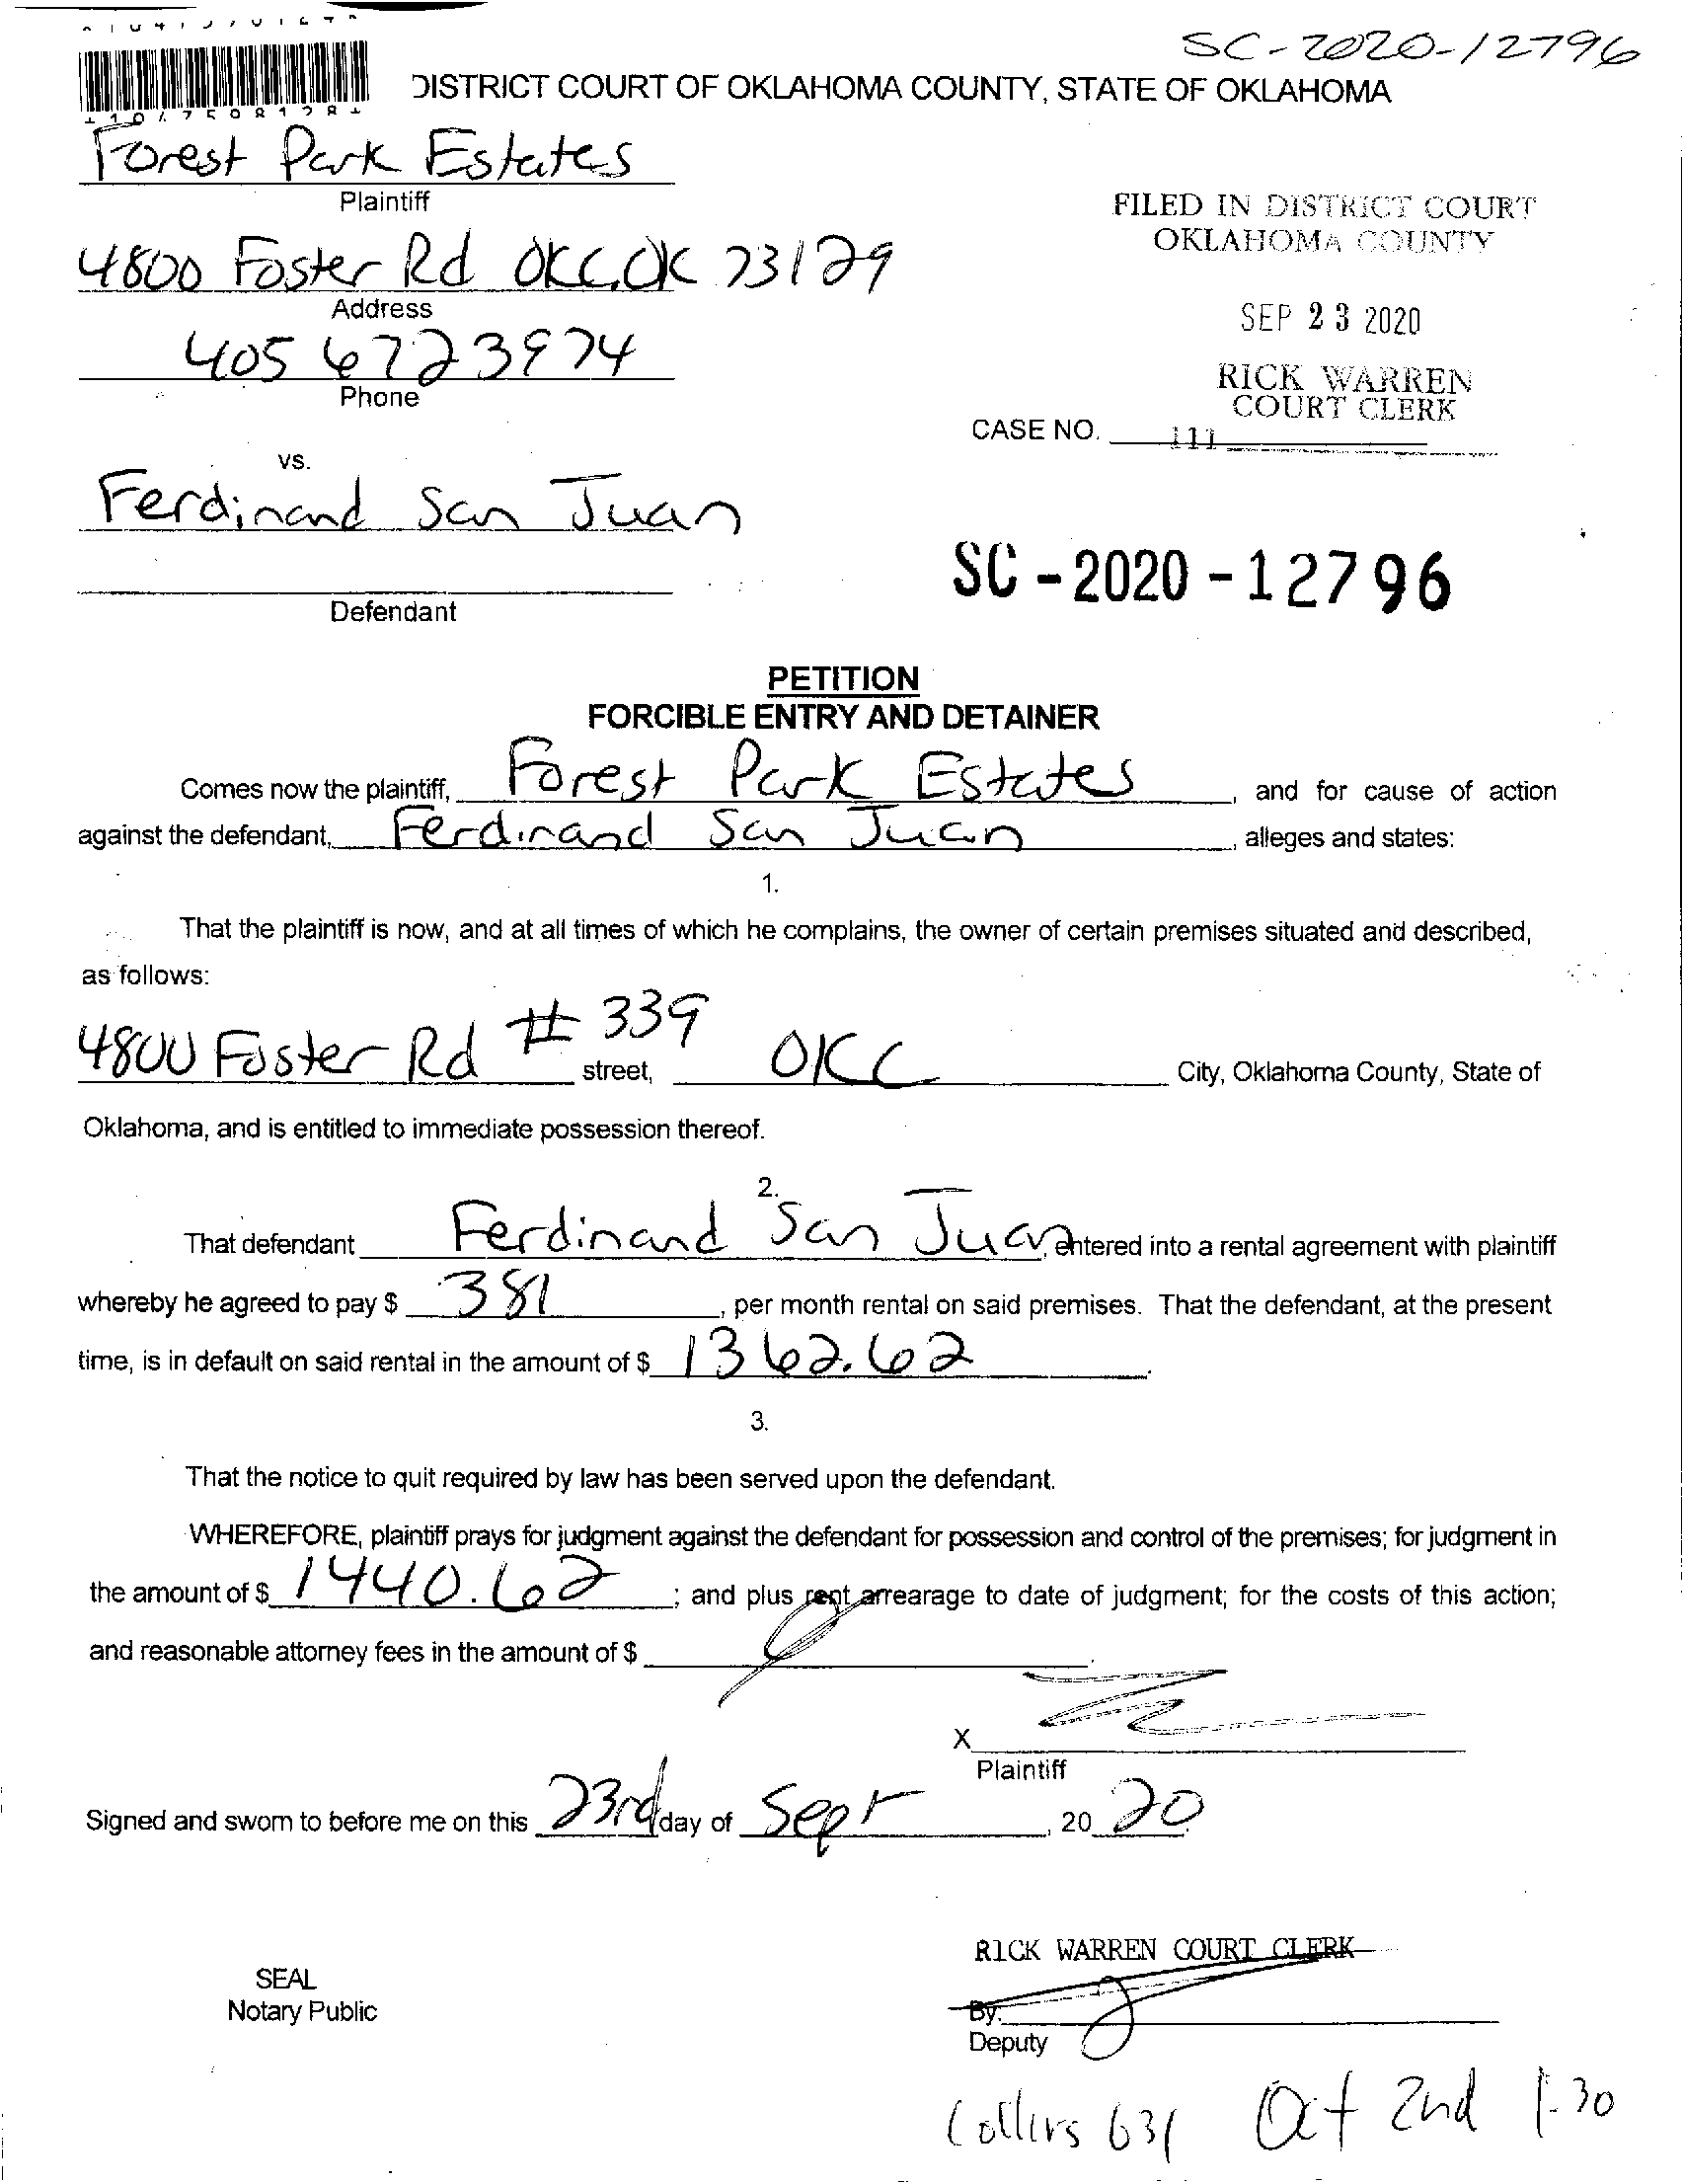 SC-2020-12796
DISTRICT COURT OF OKLAHOMA COUNTY, STATE OF OKLAHOMA
Forest Park Estates
Plaintiff
FILED IN DISTRICT COURT
OKLAHOMA COUNTY
4800 Foster Rd OKC, OK 73129
Address
SEP 23 2020
405 672 3974
Phone
RICK WARREN
COURT CLERK
CASE NO.
111
vs.
Ferdinand San Juan
SC - 2020 - 12796
Defendant
PETITION
FORCIBLE ENTRY AND DETAINER
Comes now the plaintiff, Forest Park Estates, and for cause of action
against the defendant, Ferdinand San Juan, alleges and states:
1.
That the plaintiff is now, and at all times of which he complains, the owner of certain premises situated and described,
as follows:
4800 Foster Rd # 339 street, OKC City, Oklahoma County, State of
Oklahoma, and is entitled to immediate possession thereof.
2.
That defendant Ferdinand San Juan, entered into a rental agreement with plaintiff
whereby he agreed to pay $ 381, per month rental on said premises. That the defendant, at the present
time, is in default on said rental in the amount of $ 1362.62.
3.
That the notice to quit required by law has been served upon the defendant.
WHEREFORE, plaintiff prays for judgment against the defendant for possession and control of the premises; for judgment in
the amount of $ 1440.62; and plus rent arrearage to date of judgment; for the costs of this action;
and reasonable attorney fees in the amount of $
X
Plaintiff
Signed and sworn to before me on this 23rd day of Sept, 20 20.
RICK WARREN COURT CLERK
SEAL
Notary Public
By:
Deputy
Collins 631 Oct 2nd 1:30